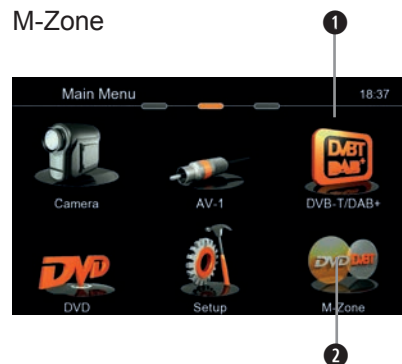 M-Zone
1
Main Menu 18:37
DVBT
DAB+
Camera AV-1 DVB-T/DAB+
DVD
DVD DVBT
DVD Setup M-Zone
2